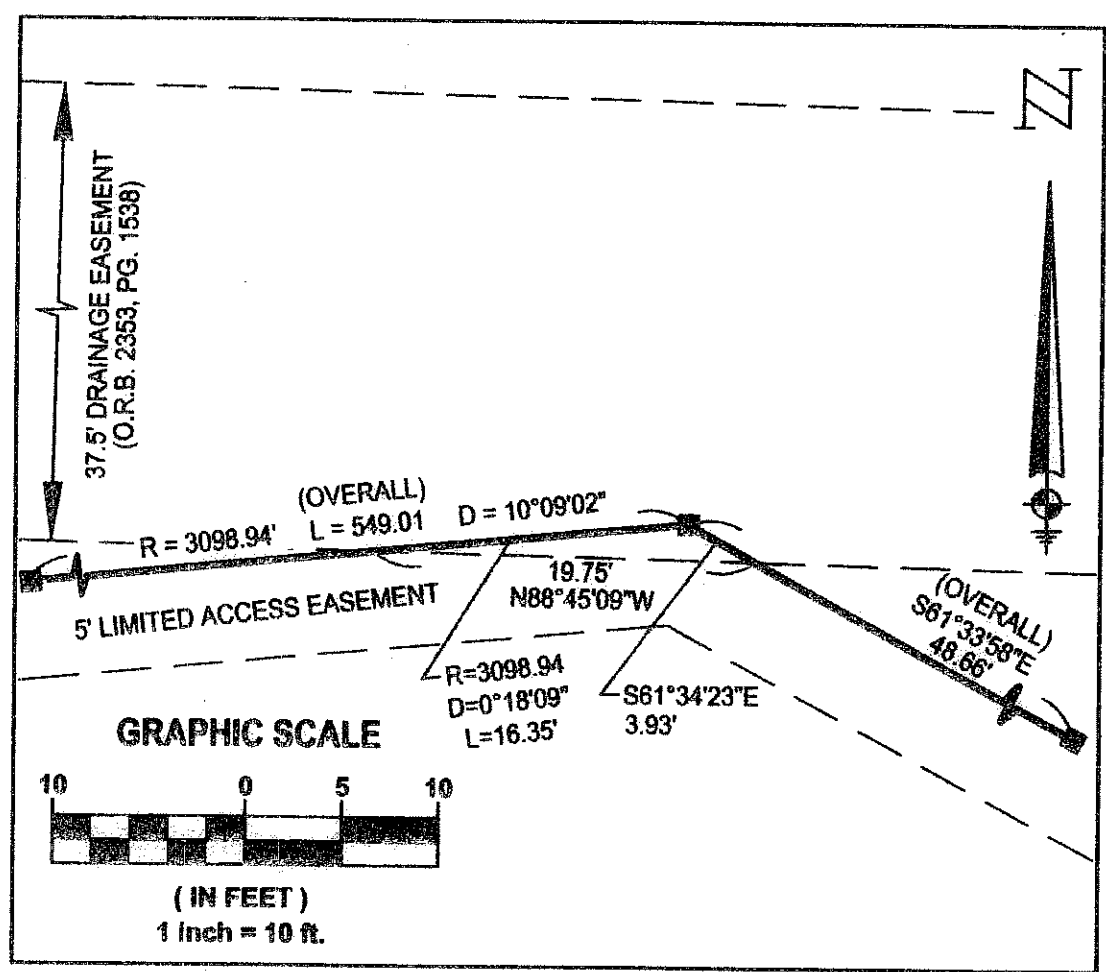 N
37.5' DRAINAGE EASEMENT
(O.R.B. 2353, PG. 1538)
(OVERALL)
R = 3098.94' L = 549.01 D = 10°09'02"
19.75'
N88°45'09"W
5' LIMITED ACCESS EASEMENT
(OVERALL)
S61°33'58"E
48.66'
R=3098.94
D=0°18'09"
L=16.35'
S61°34'23"E
3.93'
GRAPHIC SCALE
10 0 5 10
( IN FEET )
1 inch = 10 ft.